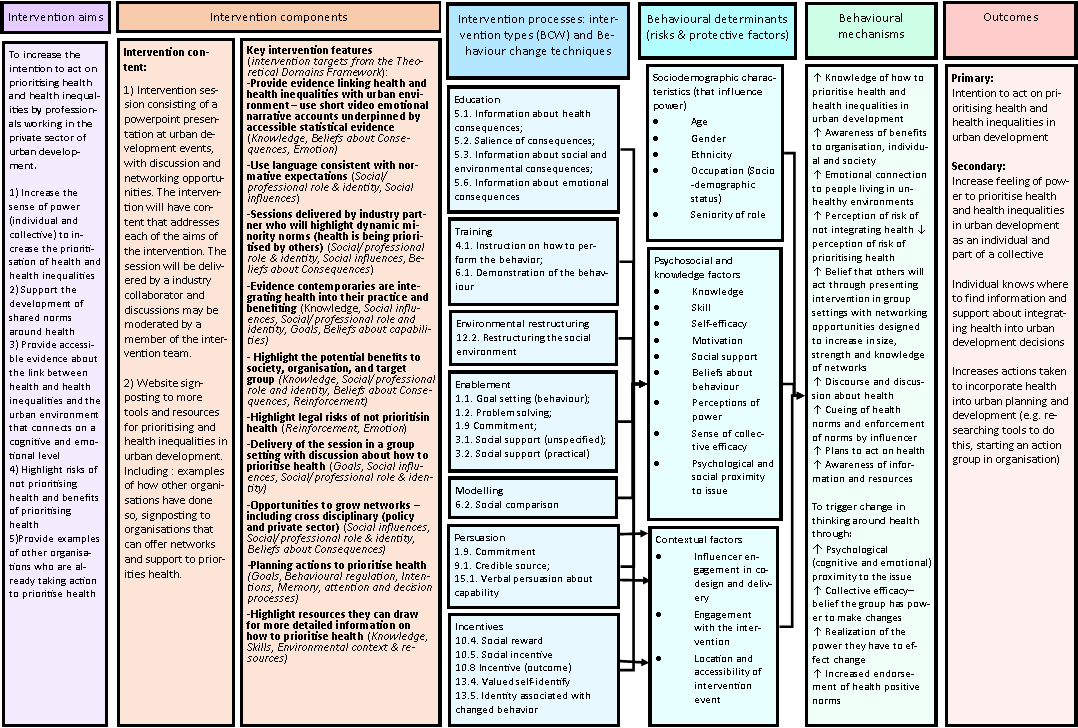 Intervention aims
To increase the
intention to act on
prioritising health
and health inequal-
ities by profession-
als working in the
private sector of
urban develop-
ment.
1) Increase the
sense of power
(individual and
collective) to in-
crease the prioriti-
sation of health and
health inequalities
2)Support the
development of
shared norms
around health
3) Provide accessi-
ble evidence about
the link between
health and health
inequalities and the
urban environment
that connects on a
cognitive and emo-
tional level
4) Highlight risks of
not prioritising
health and benefits
of prioritising
health
5)Provide examples
of other organisa-
tions who are al-
ready taking action
to prioritise health
Intervention components
Intervention con-
tent:
1) Intervention ses-
sion consisting of a
powerpoint presen-
tation at urban de-
velopment events,
with discussion and
networking opportu-
nities. The interven-
tion will have con-
tent that addresses
each of the aims of
the intervention. The
session will be deliv-
ered by a industry
collaborator and
discussions may be
moderated by a
member of the inter-
vention team.
2) Website sign-
posting to more
tools and resources
for prioritising and
health inequalities in
urban development.
Including : examples
of how other organ-
isations have done
so, signposting to
organisations that
can offer networks
and support to prior-
ities health.
Key intervention features
(intervention targets from the Theo-
retical Domains Framework):
-Provide evidence linking health and
health inequalities with urban envi-
ronment – use short video emotional
narrative accounts underpinned by
accessible statistical evidence
(Knowledge, Beliefs about Conse-
quences, Emotion)
-Use language consistent with nor-
mative expectations (Social/
professional role & identity, Social
influences)
-Sessions delivered by industry part-
ner who will highlight dynamic mi-
nority norms (health is being priori-
tised by others) (Social/professional
role & identity, Social influences, Be-
liefs about Consequences)
-Evidence contemporaries are inte-
grating health into their practice and
benefiting (Knowledge, Social influ-
ences, Social/professional role and
identity, Goals, Beliefs about capabili-
ties)
- Highlight the potential benefits to
society, organisation, and target
group (Knowledge, Social/professional
role and identity, Beliefs about Conse-
quences, Reinforcement)
-Highlight legal risks of not prioritisin
health (Reinforcement, Emotion)
-Delivery of the session in a group
setting with discussion about how to
prioritise health (Goals, Social influ-
ences, Social/professional role & iden-
tity)
-Opportunities to grow networks –
including cross disciplinary (policy
and private sector) (Social influences,
Social/professional role & identity,
Beliefs about Consequences)
-Planning actions to prioritise health
(Goals, Behavioural regulation, Inten-
tions, Memory, attention and decision
processes)
-Highlight resources they can draw
for more detailed information on
how to prioritise health (Knowledge,
Skills, Environmental context & re-
sources)
Intervention processes: inter-
vention types (BCW) and Be-
haviour change techniques
Education
5.1. Information about health
consequences;
5.2. Salience of consequences;
5.3. Information about social and
environmental consequences;
5.6. Information about emotional
consequences
Training
4.1. Instruction on how to per-
form the behavior;
6.1. Demonstration of the behav-
iour
Environmental restructuring
12.2. Restructuring the social
environment
Enablement
1.1. Goal setting (behaviour);
1.2. Problem solving;
1.9 Commitment;
3.1. Social support (unspecified);
3.2. Social support (practical)
Modelling
6.2. Social comparison
Persuasion
1.9. Commitment
9.1. Credible source;
15.1. Verbal persuasion about
capability
Incentives
10.4. Social reward
10.5. Social incentive
10.8 Incentive (outcome)
13.4. Valued self-identify
13.5. Identity associated with
changed behavior
Behavioural determinants
(risks & protective factors)
Sociodemographic charac-
teristics (that influence
power)
● Age
● Gender
● Ethnicity
● Occupation (Socio
-demographic
status)
● Seniority of role
Psychosocial and
knowledge factors
● Knowledge
● Skill
● Self-efficacy
● Motivation
● Social support
● Beliefs about
behaviour
● Perceptions of
power
● Sense of collec-
tive efficacy
● Psychological and
social proximity
to issue
Contextual factors
● Influencer en-
gagement in co-
design and deliv-
ery
● Engagement
with the inter-
vention
● Location and
accessibility of
intervention
event
Behavioural
mechanisms
↑ Knowledge of how to
prioritise health and
health inequalities in
urban development
↑ Awareness of benefits
to organisation, individu-
al and society
↑ Emotional connection
to people living in un-
healthy environments
↑ Perception of risk of
not integrating health ↓
perception of risk of
prioritising health
↑ Belief that others will
act through presenting
intervention in group
settings with networking
opportunities designed
to increase in size,
strength and knowledge
of networks
↑ Discourse and discus-
sion about health
↑ Cueing of health
norms and enforcement
of norms by influencer
↑ Plans to act on health
↑ Awareness of infor-
mation and resources
To trigger change in
thinking around health
through:
↑ Psychological
(cognitive and emotional)
proximity to the issue
↑ Collective efficacy—
belief the group has pow-
er to make changes
↑ Realization of the
power they have to ef-
fect change
↑ Increased endorse-
ment of health positive
norms
Outcomes
Primary:
Intention to act on pri-
oritising health and
health inequalities in
urban development
Secondary:
Increase feeling of pow-
er to prioritise health
and health inequalities
in urban development
as an individual and
part of a collective
Individual knows where
to find information and
support about integrat-
ing health into urban
development decisions
Increases actions taken
to incorporate health
into urban planning and
development (e.g. re-
searching tools to do
this, starting an action
group in organisation)